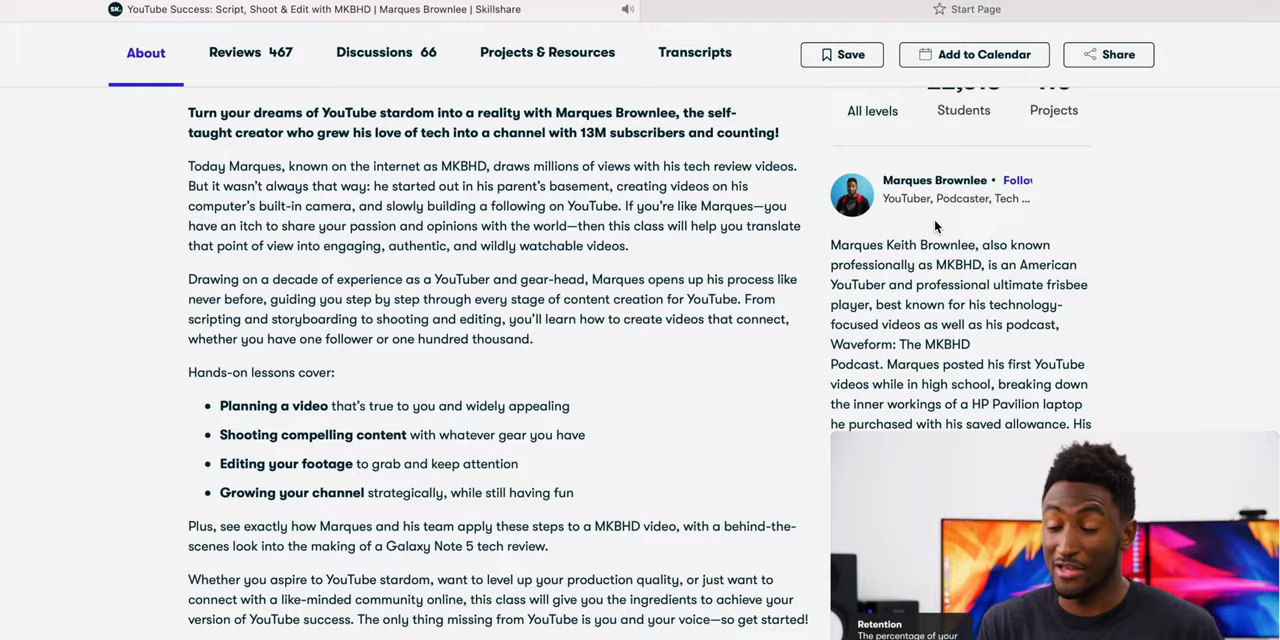 YouTube Success: Script, Shoot & Edit with MKBHD | Marques Brownlee | Skillshare
Start Page
About
Reviews 467
Discussions 66
Projects & Resources
Transcripts
Save
Add to Calendar
Share
Turn your dreams of YouTube stardom into a reality with Marques Brownlee, the self-
taught creator who grew his love of tech into a channel with 13M subscribers and counting!
Today Marques, known on the internet as MKBHD, draws millions of views with his tech review videos.
But it wasn't always that way: he started out in his parent's basement, creating videos on his
computer's built-in camera, and slowly building a following on YouTube. If you're like Marques—you
have an itch to share your passion and opinions with the world—then this class will help you translate
that point of view into engaging, authentic, and wildly watchable videos.
Drawing on a decade of experience as a YouTuber and gear-head, Marques opens up his process like
never before, guiding you step by step through every stage of content creation for YouTube. From
scripting and storyboarding to shooting and editing, you'll learn how to create videos that connect,
whether you have one follower or one hundred thousand.
Hands-on lessons cover:
• Planning a video that's true to you and widely appealing
• Shooting compelling content with whatever gear you have
• Editing your footage to grab and keep attention
• Growing your channel strategically, while still having fun
Plus, see exactly how Marques and his team apply these steps to a MKBHD video, with a behind-the-
scenes look into the making of a Galaxy Note 5 tech review.
Whether you aspire to YouTube stardom, want to level up your production quality, or just want to
connect with a like-minded community online, this class will give you the ingredients to achieve your
version of YouTube success. The only thing missing from YouTube is you and your voice—so get started!
All levels
Students
Projects
Marques Brownlee •
YouTuber, Podcaster, Tech ...
Marques Keith Brownlee, also known
professionally as MKBHD, is an American
YouTuber and professional ultimate frisbee
player, best known for his technology-
focused videos as well as his podcast,
Waveform: The MKBHD
Podcast. Marques posted his first YouTube
videos while in high school, breaking down
the inner workings of a HP Pavilion laptop
he purchased with his saved allowance. His
Retention
The percentage of your